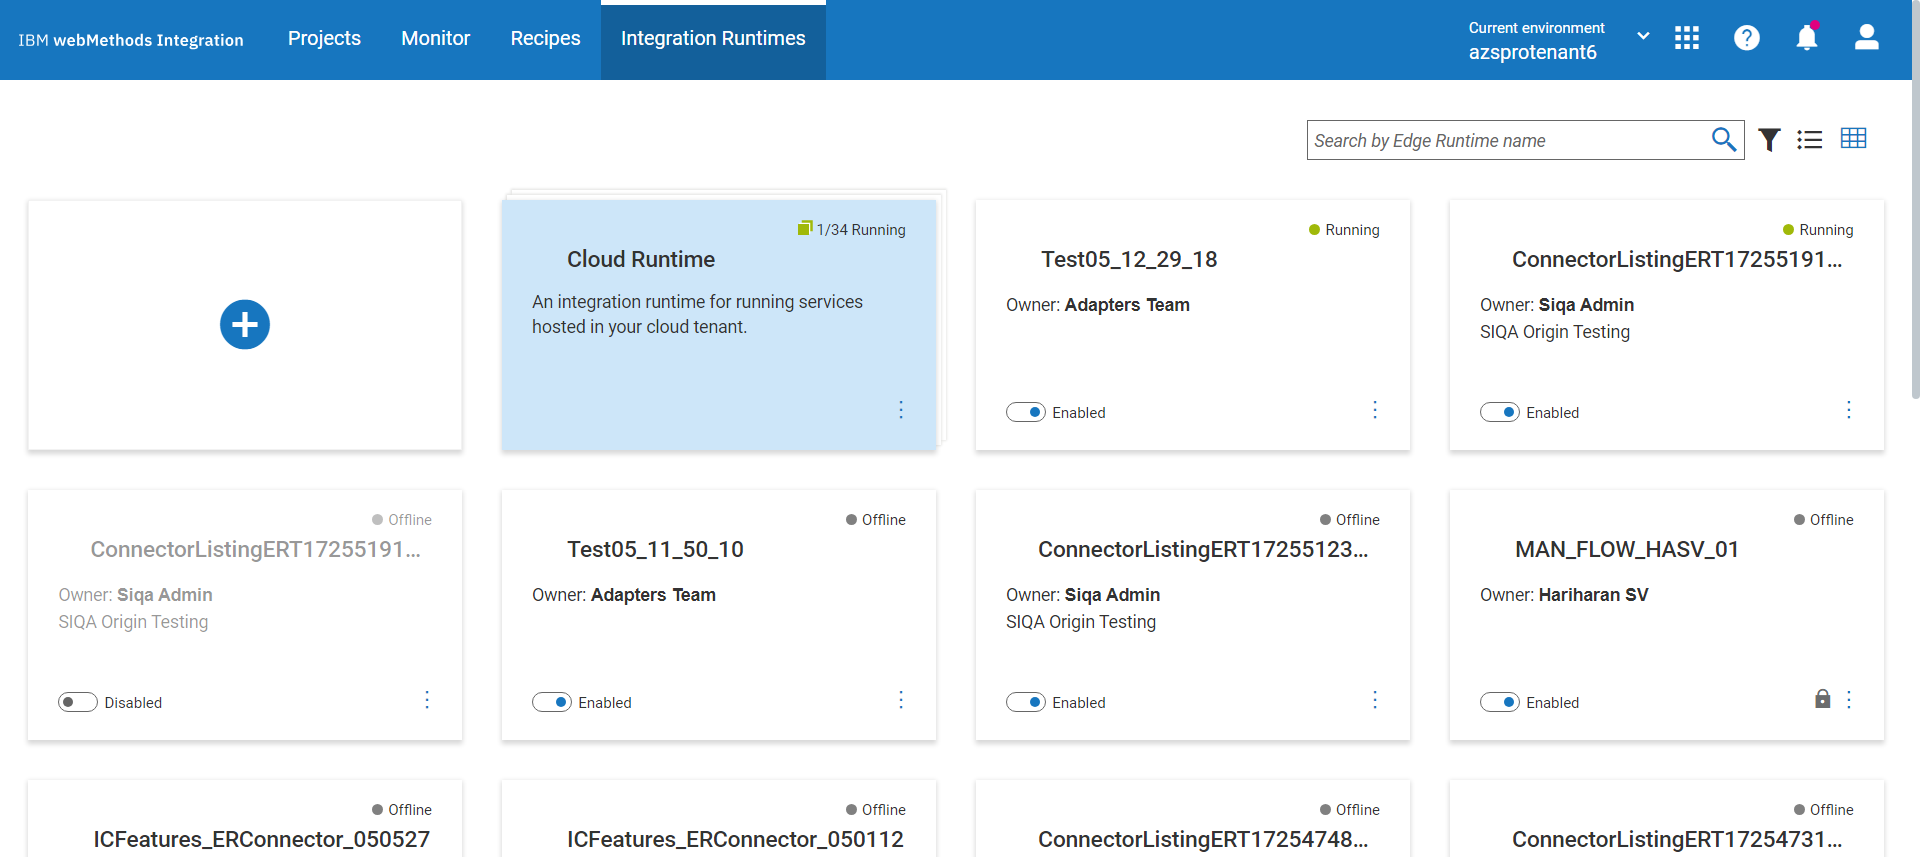 IBM webMethods Integration
Projects
Monitor
Recipes
Integration Runtimes
Current environment
azsprotenant6
Search by Edge Runtime name
1/34 Running
Cloud Runtime
An integration runtime for running services
hosted in your cloud tenant.
Running
Test05_12_29_18
Owner: Adapters Team
Enabled
Running
ConnectorListingERT17255191...
Owner: Siqa Admin
SIQA Origin Testing
Enabled
Offline
ConnectorListingERT17255191...
Owner: Siqa Admin
SIQA Origin Testing
Disabled
Offline
Test05_11_50_10
Owner: Adapters Team
Enabled
Offline
ConnectorListingERT17255123...
Owner: Siqa Admin
SIQA Origin Testing
Enabled
Offline
MAN_FLOW_HASV_01
Owner: Hariharan SV
Enabled
Offline
ICFeatures_ERConnector_050527
Offline
ICFeatures_ERConnector_050112
Offline
ConnectorListingERT17254748...
Offline
ConnectorListingERT17254731...